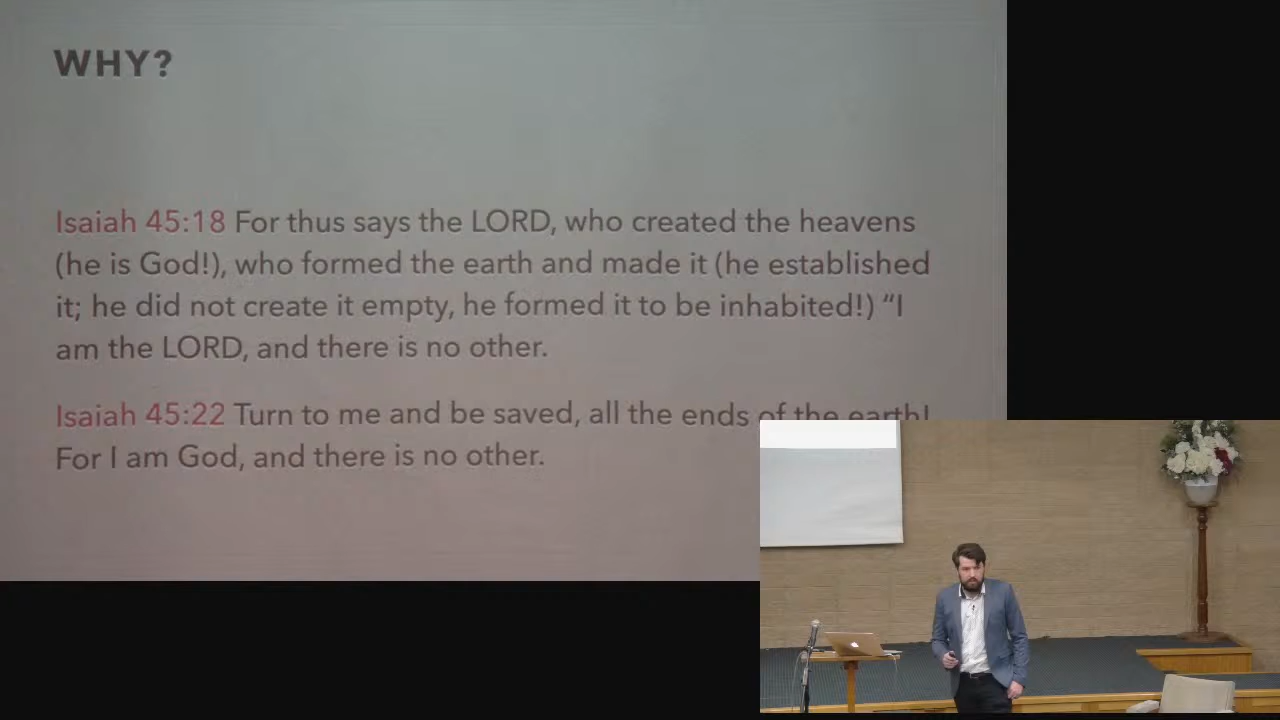 WHY?
Isaiah 45:18 For thus says the LORD, who created the heavens
(he is God!), who formed the earth and made it (he established
it; he did not create it empty, he formed it to be inhabited!) “I
am the LORD, and there is no other.
Isaiah 45:22 Turn to me and be saved, all the ends of the earth!
For I am God, and there is no other.